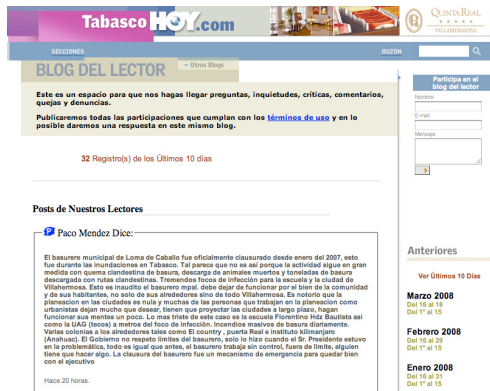 Tabasco HOY.com
QUINTA REAL
VILLAHERMOSA
SECCIONES
BUZÓN
BLOG DEL LECTOR
Otros Blogs
Este es un espacio para que nos hagas llegar preguntas, inquietudes, críticas, comentarios,
quejas y denuncias.
Publicaremos todas las participaciones que cumplan con los términos de uso y en lo
posible daremos una respuesta en este mismo blog.
32 Registro(s) de los Últimos 10 días
Posts de Nuestros Lectores
Paco Mendez Dice:
El basurero municipal de Loma de Caballo fue oficialmente clausurado desde enero del 2007, esto
fue durante las inundaciones en Tabasco. Tal parece que no es asi porque la actividad sigue en gran
medida con quema clandestina de basura, descarga de animales muertos y toneladas de basura
descargada con rutas clandestinas. Tremendos focos de infección para la escuela y la ciudad de
Villahermosa. Esto es inaudito el basurero mpal. debe dejar de funcionar por el bien de la comunidad
y de sus habitantes, no solo de sus alrededores sino de todo Villahermosa. Es notorio que la
planeacion en las ciudades es nula y muchas de las personas que trabajan en la planeacion como
urbanistas dejan mucho que desear, tienen que proyectar las ciudades a largo plazo, hagan
funcionar sus mentes un poco. Lo mas triste de este caso es la escuela Fiorentino Hdz Bautista asi
como la UAG (tecos) a metros del foco de infección. Incendios masivos de basura diariamente.
Varias colonias a los alrededores tales como El country , puerta Real e instituto kilimanjaro
(Anahuac). El Gobierno no respeto limites del basurero, solo lo hizo cuando el Sr. Presidente estuvo
en la problemática, todo es igual que antes, el basurero trabaja sin control, fuera de limite, alguien
tiene que hacer algo. La clausura del basurero fue un mecanismo de emergencia para quedar bien
con el ejecutivo
Hace 20 horas.
Participa en el
blog del lector
Nombre
E-mail
Mensaje
Anteriores
Ver Últimos 10 Días
Marzo 2008
Del 16 al 18
Del 1° al 15
Febrero 2008
Del 16 al 29
Del 1° al 15
Enero 2008
Del 16 al 31
Del 1° al 15